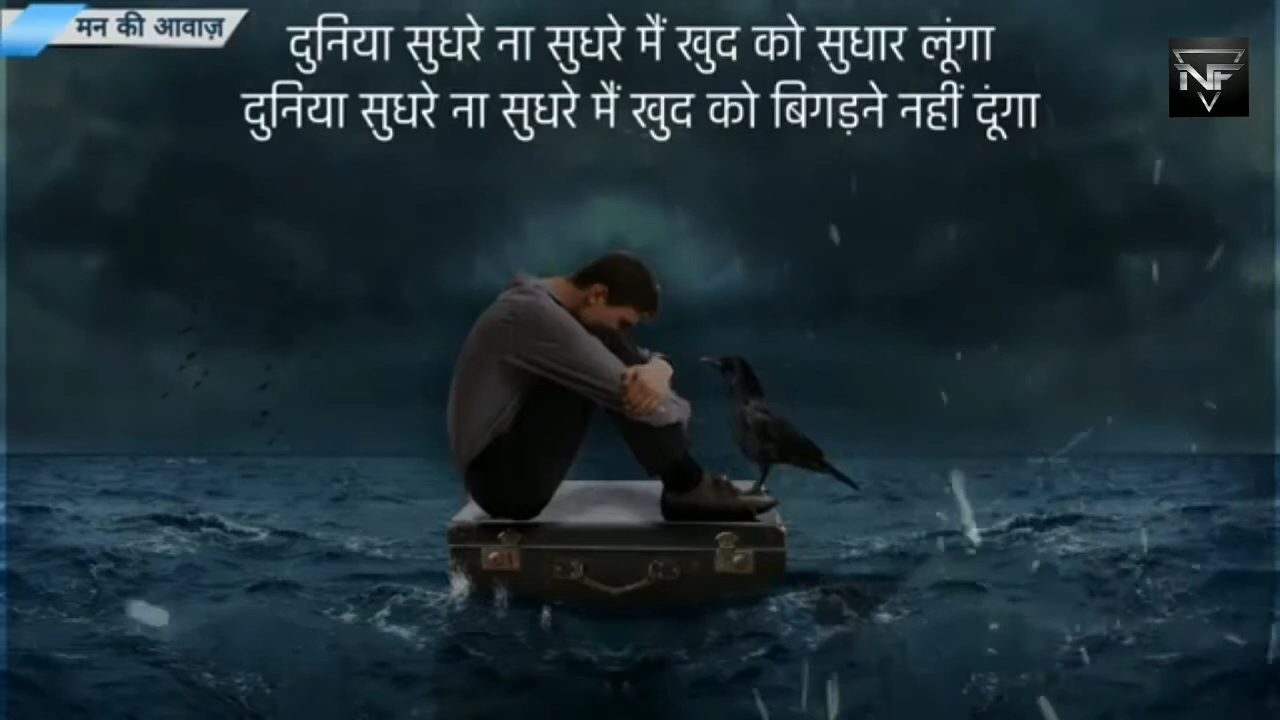 मन की आवाज़
दुनिया सुधरे ना सुधरे मैं खुद को सुधार लूंगा
दुनिया सुधरे ना सुधरे मैं खुद को बिगड़ने नहीं दूंगा
NF